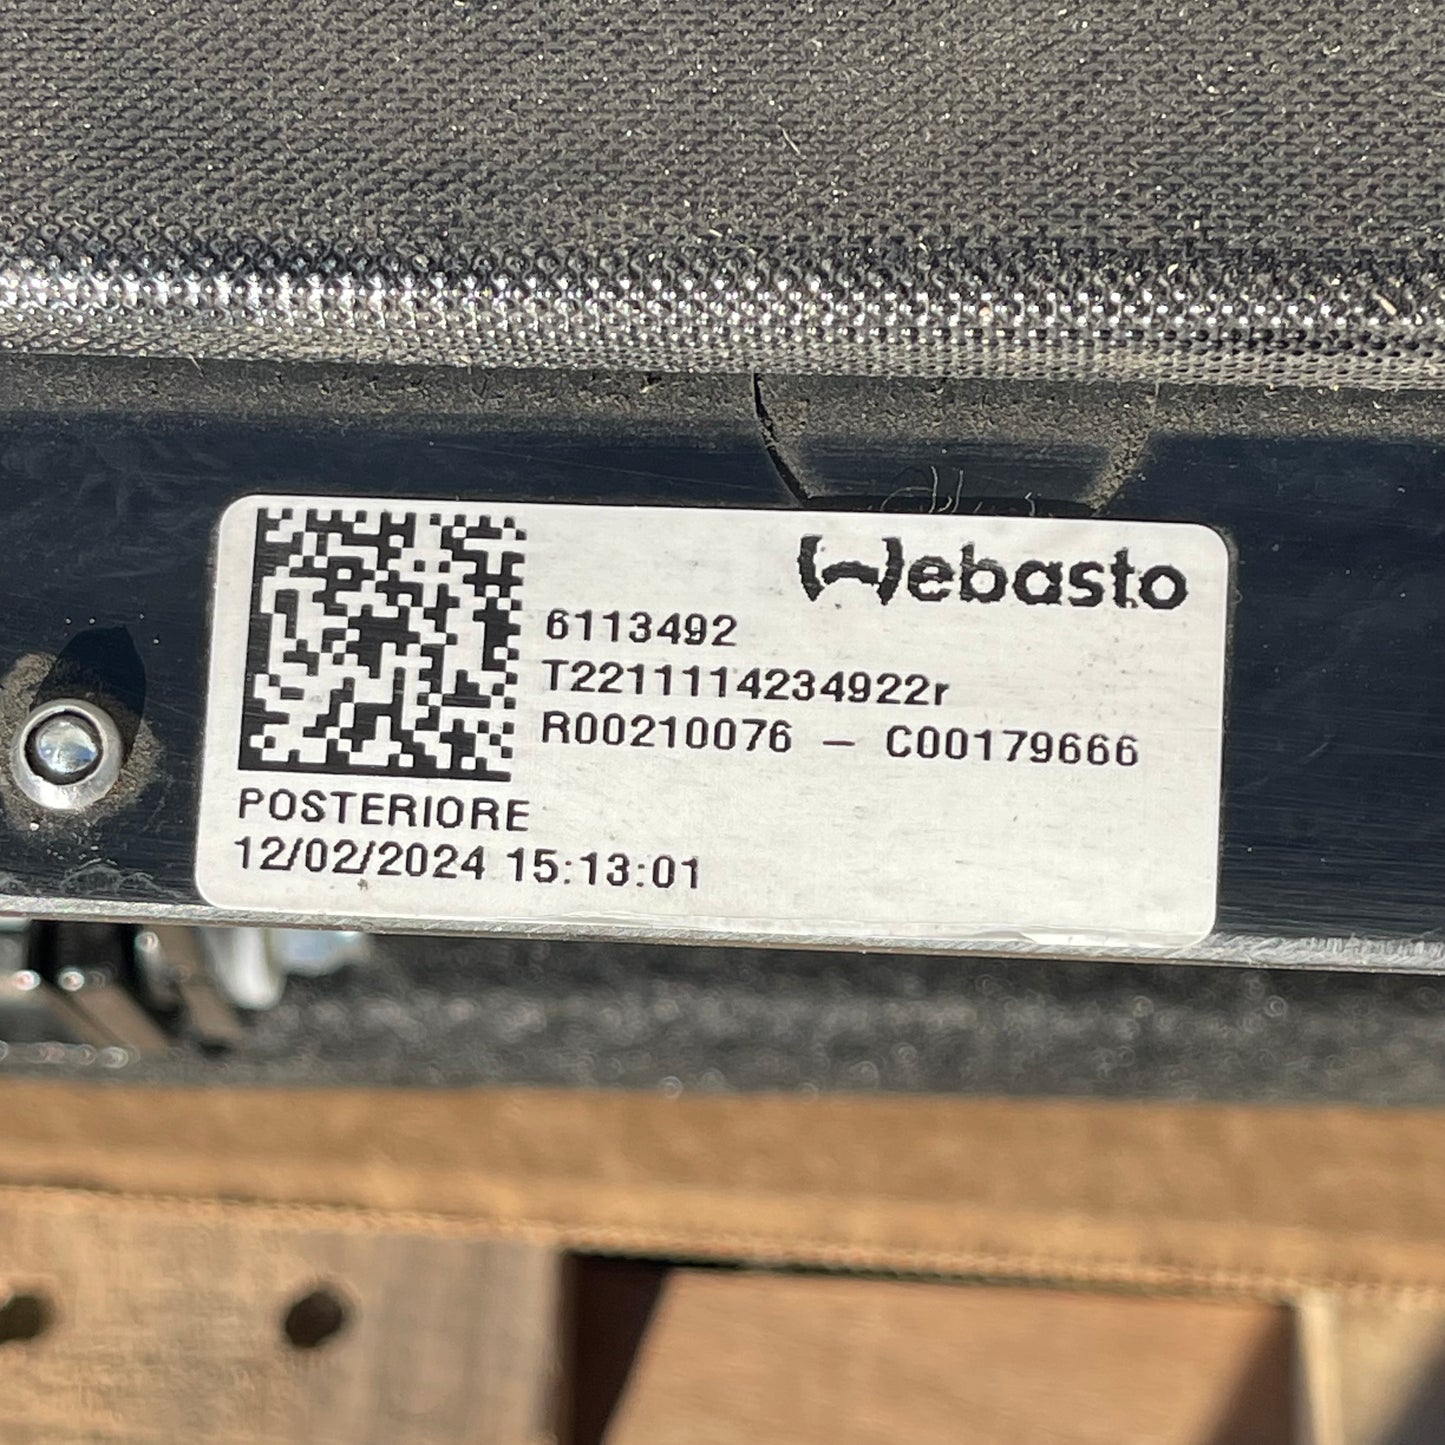 Webasto
6113492
T2211114234922r
R00210076 – C00179666
POSTERIORE
12/02/2024 15:13:01